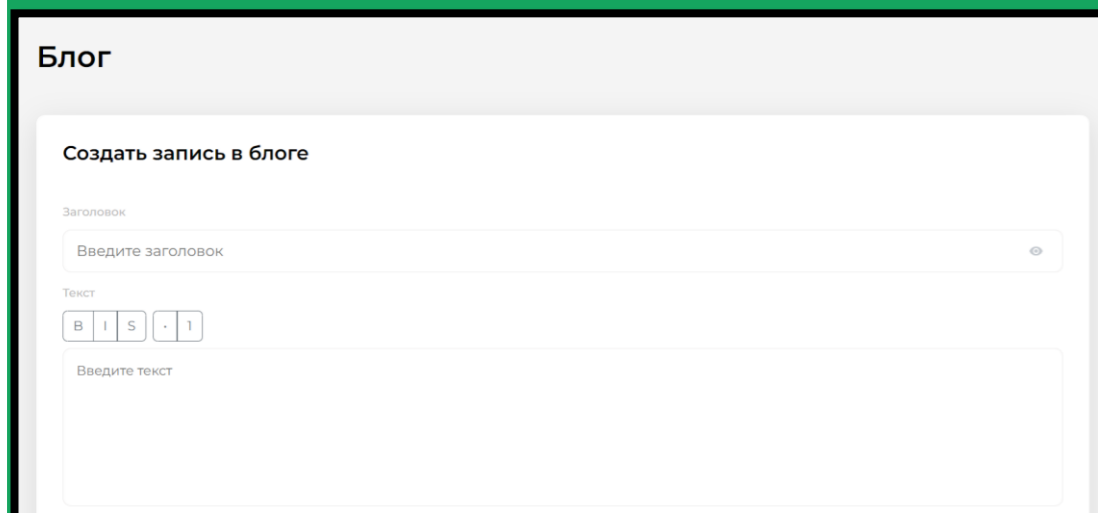 Блог
Создать запись в блоге
Заголовок
Введите заголовок
Текст
B I S · 1
Введите текст